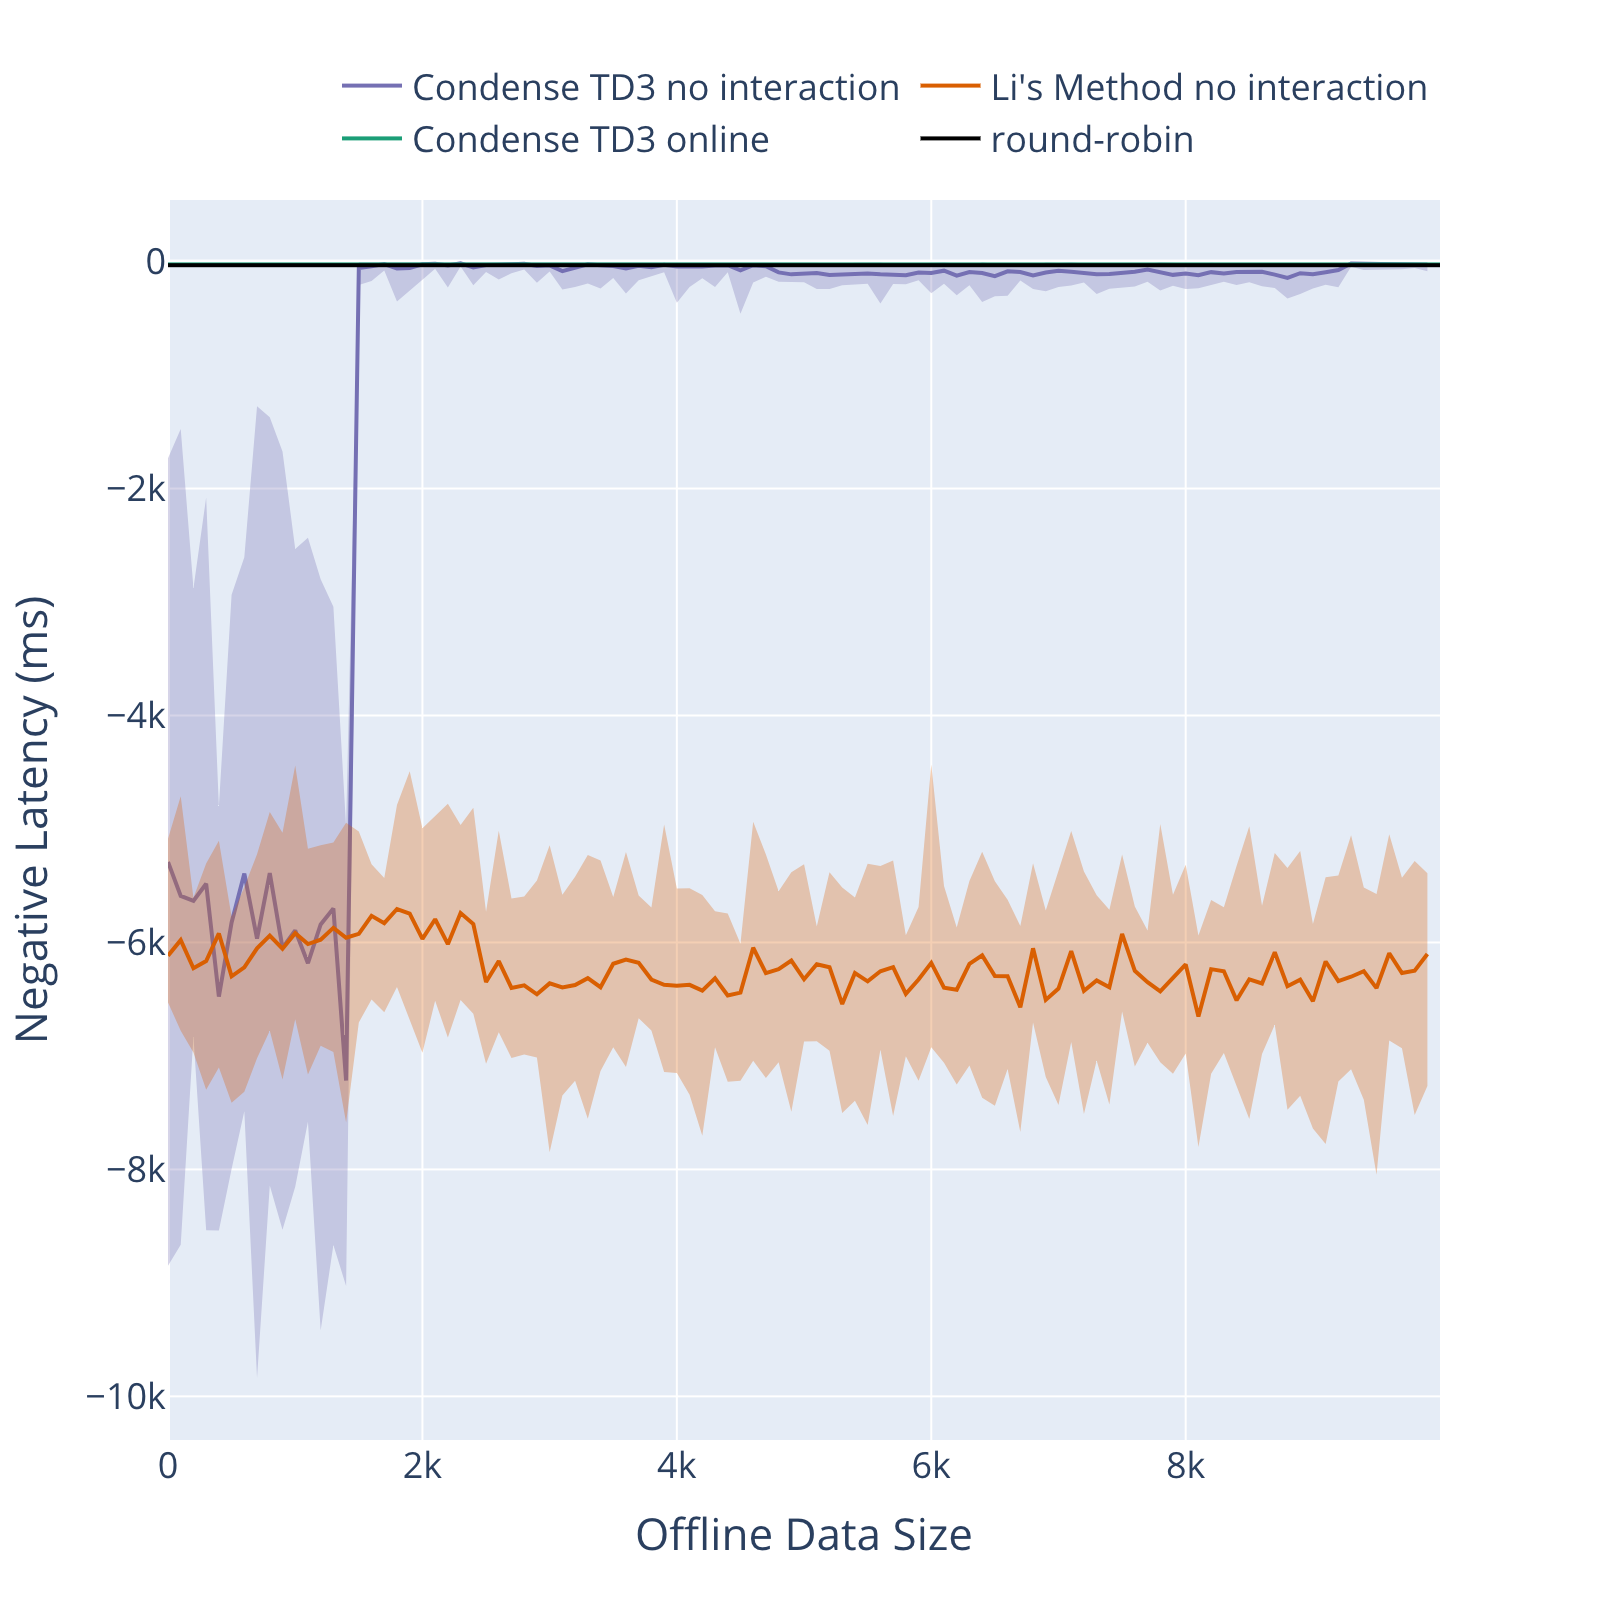 Condense TD3 no interaction
Li's Method no interaction
Condense TD3 online
round-robin
0
−2k
−4k
−6k
−8k
−10k
Negative Latency (ms)
0
2k
4k
6k
8k
Offline Data Size